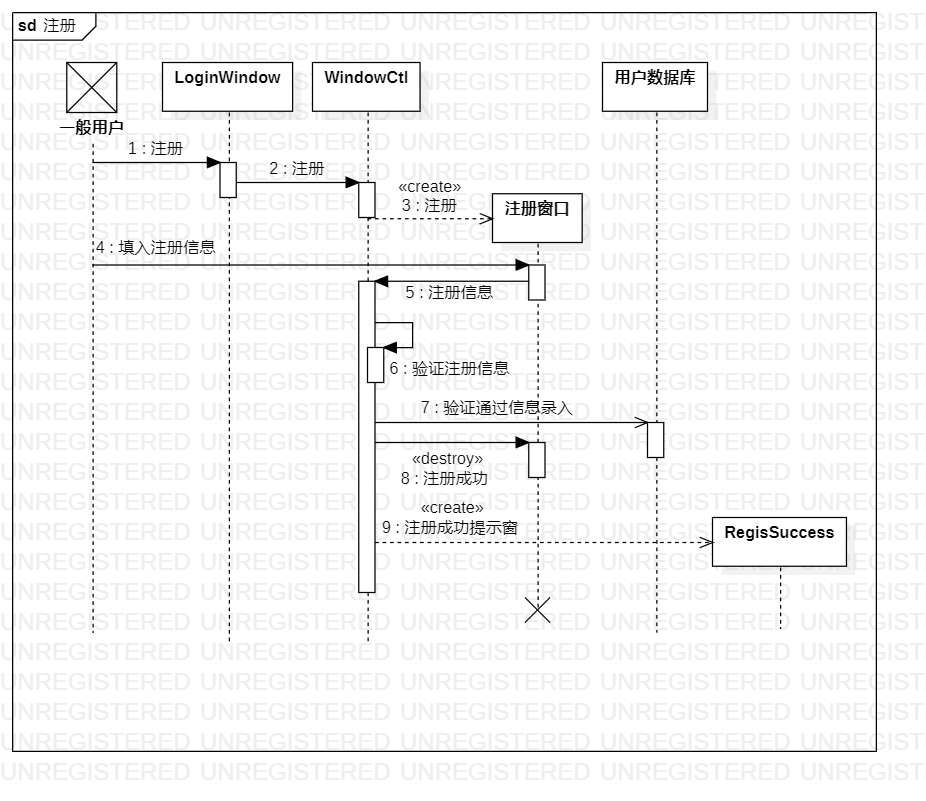 sd 注册
LoginWindow
WindowCtl
用户数据库
一般用户
1 : 注册
2 : 注册
«create»
3 : 注册
注册窗口
4 : 填入注册信息
5 : 注册信息
6 : 验证注册信息
7 : 验证通过信息录入
«destroy»
8 : 注册成功
«create»
9 : 注册成功提示窗
RegisSuccess
UNREGISTERED UNREGISTERED UNREGISTERED UNREGISTERED UNREGISTERED